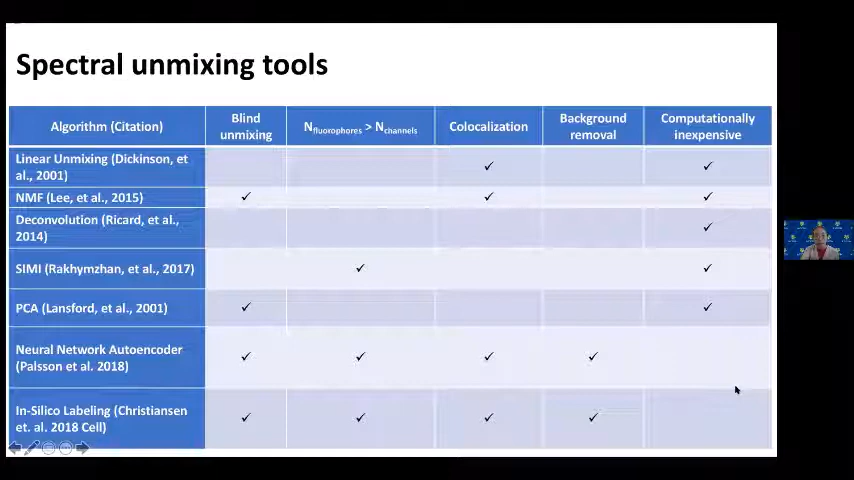 Spectral unmixing tools
Algorithm (Citation)
Blind
unmixing
Nfluorophores > Nchannels
Colocalization
Background
removal
Computationally
inexpensive
Linear Unmixing (Dickinson, et
al., 2001)
✓ ✓
NMF (Lee, et al., 2015)
✓ ✓ ✓
Deconvolution (Ricard, et al.,
2014)
✓
SIMI (Rakhymzhan, et al., 2017)
✓ ✓
PCA (Lansford, et al., 2001)
✓ ✓
Neural Network Autoencoder
(Palsson et al. 2018)
✓ ✓ ✓ ✓
In-Silico Labeling (Christiansen
et. al. 2018 Cell)
✓ ✓ ✓ ✓